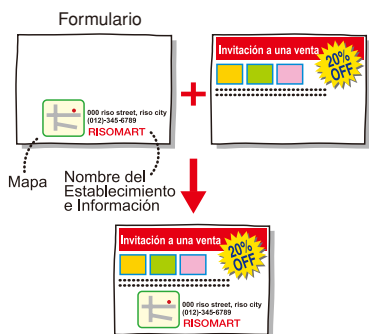 Formulario
Invitación a una venta
20%
OFF
000 riso street, riso city
(012)-345-6789
RISOMART
Mapa
Nombre del
Establecimiento
e Información
Invitación a una venta
20%
OFF
000 riso street, riso city
(012)-345-6789
RISOMART